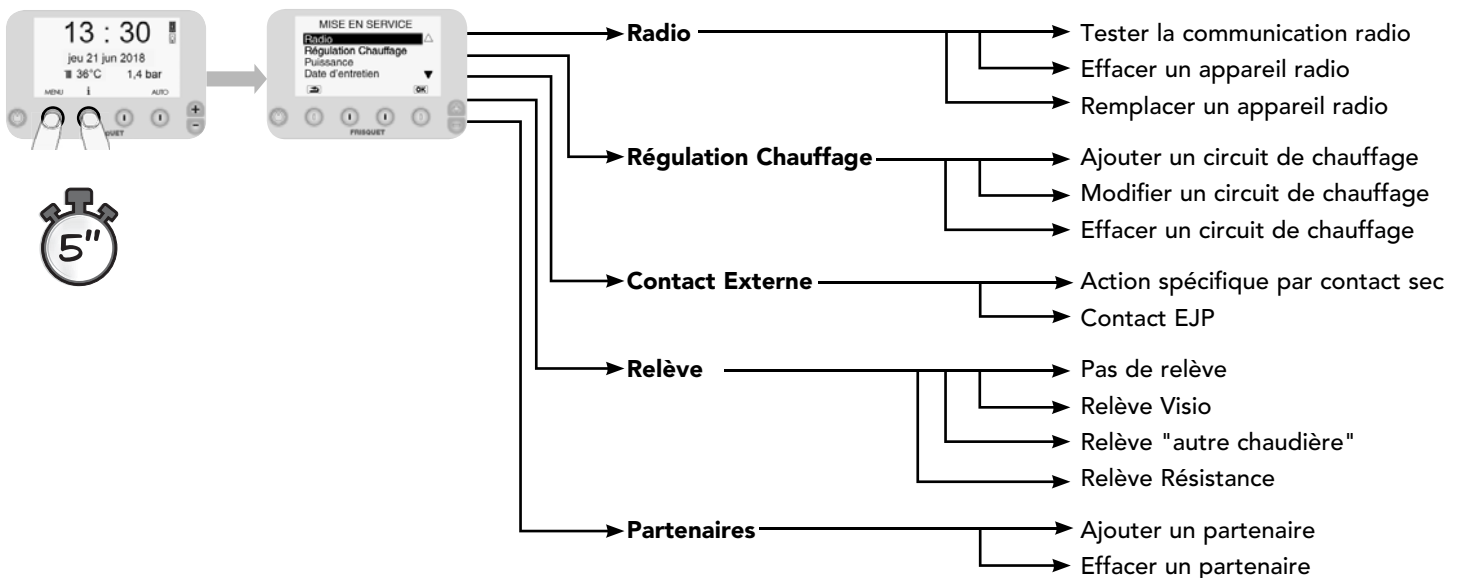 13 : 30
jeu 21 jun 2018
36°C 1,4 bar
MENU i AUTO
5"
MISE EN SERVICE
Radio
Régulation Chauffage
Puissance
Date d'entretien
OK
FRISQUET
Radio
Tester la communication radio
Effacer un appareil radio
Remplacer un appareil radio
Régulation Chauffage
Ajouter un circuit de chauffage
Modifier un circuit de chauffage
Effacer un circuit de chauffage
Contact Externe
Action spécifique par contact sec
Contact EJP
Relève
Pas de relève
Relève Visio
Relève "autre chaudière"
Relève Résistance
Partenaires
Ajouter un partenaire
Effacer un partenaire